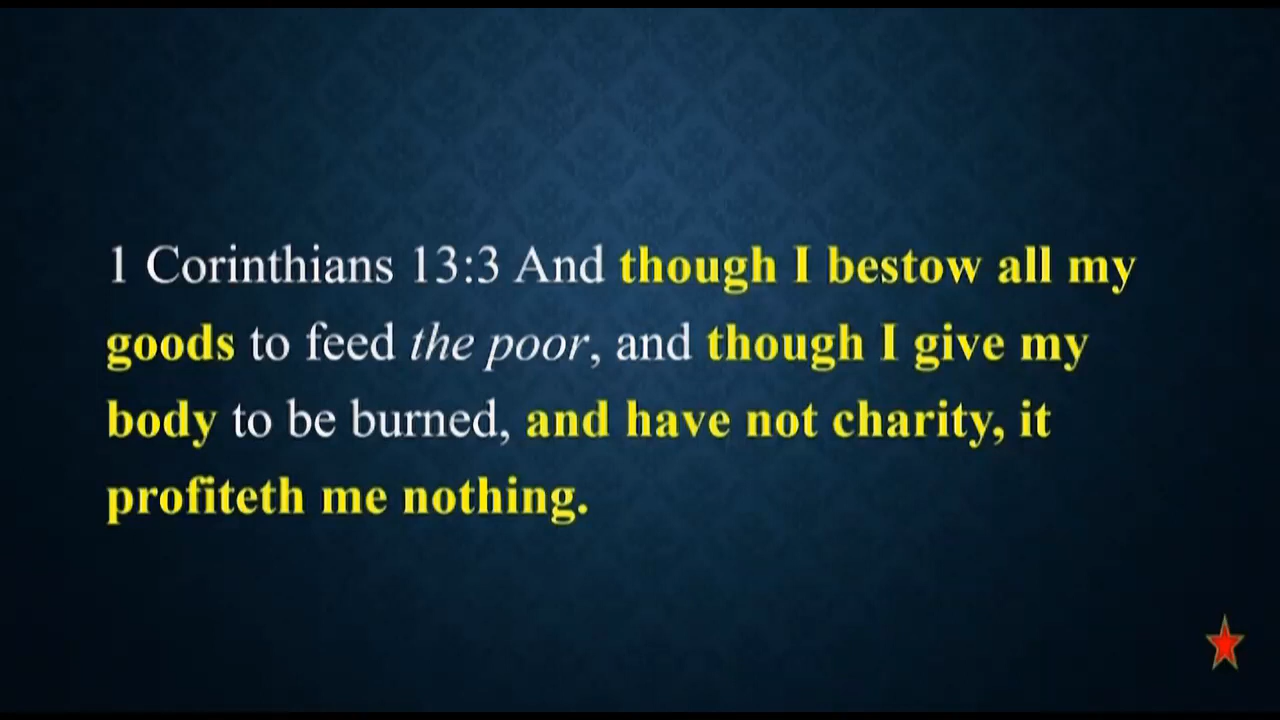 1 Corinthians 13:3 And though I bestow all my
goods to feed the poor, and though I give my
body to be burned, and have not charity, it
profiteth me nothing.